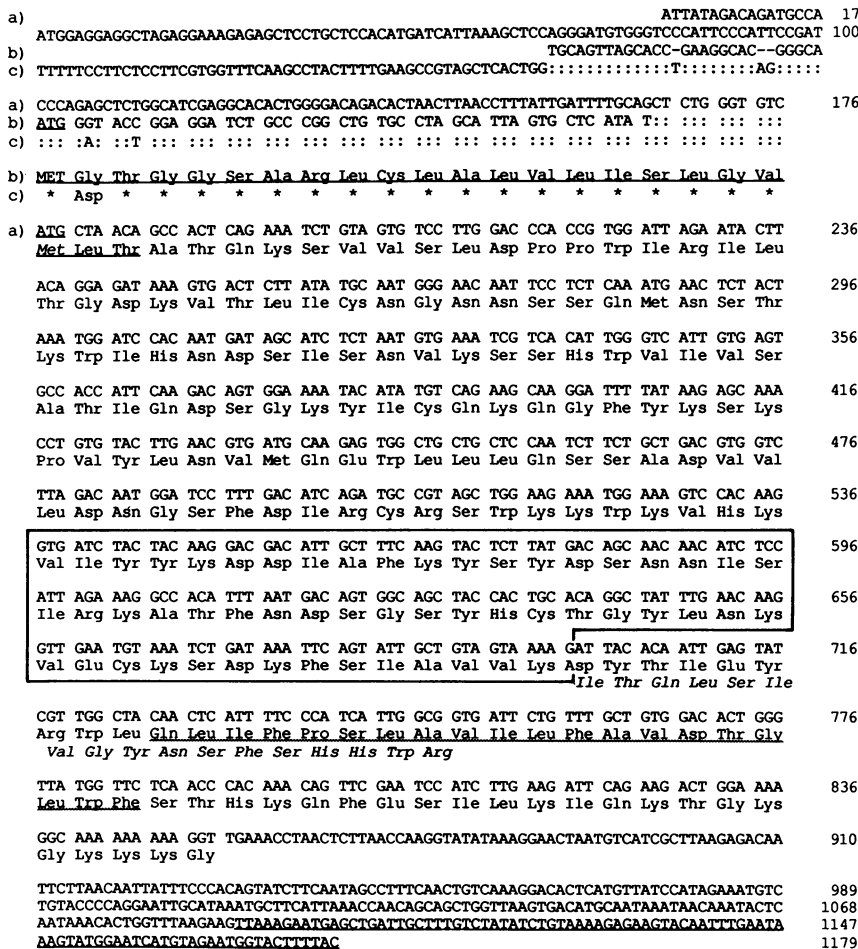 a) ATTATAGACAGATGCCA 17
ATGGAGGAGGCTAGAGGAAAGAGAGCTCCTGCTCCACATGATCATTAAAGCTCCAGGGATGTGGGTCCCATTCCCATTCCGAT 100
b) TGCAGTTAGCACC-GAAGGCAC--GGGCA
c) TTTTTCCTTCTCCTTCGTGGTTTCAAGCCTACTTTTGAAGCCGTAGCTCACTGG:::::::::::::T::::::::AG:::::
a) CCCAGAGCTCTGGCATCGAGGCACACTGGGGACAGACACTAACTTAACCTTTATTGATTTTGCAGCT CTG GGT GTC 176
b) ATG GGT ACC GGA GGA TCT GCC CGG CTG TGC CTA GCA TTA GTG CTC ATA T:: ::: ::: :::
c) ::: :A: ::T ::: ::: ::: ::: ::: ::: ::: ::: ::: ::: ::: ::: ::: ::: ::: ::: :::
b) MET Gly Thr Gly Gly Ser Ala Arg Leu Cys Leu Ala Leu Val Leu Ile Ser Leu Gly Val
c) * Asp * * * * * * * * * * * * * * * * * *
a) ATG CTA ACA GCC ACT CAG AAA TCT GTA GTG TCC TTG GAC CCA CCG TGG ATT AGA ATA CTT 236
Met Leu Thr Ala Thr Gln Lys Ser Val Val Ser Leu Asp Pro Pro Trp Ile Arg Ile Leu
ACA GGA GAT AAA GTG ACT CTT ATA TGC AAT GGG AAC AAT TCC TCT CAA ATG AAC TCT ACT 296
Thr Gly Asp Lys Val Thr Leu Ile Cys Asn Gly Asn Asn Ser Ser Gln Met Asn Ser Thr
AAA TGG ATC CAC AAT GAT AGC ATC TCT AAT GTG AAA TCG TCA CAT TGG GTC ATT GTG AGT 356
Lys Trp Ile His Asn Asp Ser Ile Ser Asn Val Lys Ser Ser His Trp Val Ile Val Ser
GCC ACC ATT CAA GAC AGT GGA AAA TAC ATA TGT CAG AAG CAA GGA TTT TAT AAG AGC AAA 416
Ala Thr Ile Gln Asp Ser Gly Lys Tyr Ile Cys Gln Lys Gln Gly Phe Tyr Lys Ser Lys
CCT GTG TAC TTG AAC GTG ATG CAA GAG TGG CTG CTG CTC CAA TCT TCT GCT GAC GTG GTC 476
Pro Val Tyr Leu Asn Val Met Gln Glu Trp Leu Leu Leu Gln Ser Ser Ala Asp Val Val
TTA GAC AAT GGA TCC TTT GAC ATC AGA TGC CGT AGC TGG AAG AAA TGG AAA GTC CAC AAG 536
Leu Asp Asn Gly Ser Phe Asp Ile Arg Cys Arg Ser Trp Lys Lys Trp Lys Val His Lys
GTG ATC TAC TAC AAG GAC GAC ATT GCT TTC AAG TAC TCT TAT GAC AGC AAC AAC ATC TCC 596
Val Ile Tyr Tyr Lys Asp Asp Ile Ala Phe Lys Tyr Ser Tyr Asp Ser Asn Asn Ile Ser
ATT AGA AAG GCC ACA TTT AAT GAC AGT GGC AGC TAC CAC TGC ACA GGC TAT TTG AAC AAG 656
Ile Arg Lys Ala Thr Phe Asn Asp Ser Gly Ser Tyr His Cys Thr Gly Tyr Leu Asn Lys
GTT GAA TGT AAA TCT GAT AAA TTC AGT ATT GCT GTA GTA AAA GAT TAC ACA ATT GAG TAT 716
Val Glu Cys Lys Ser Asp Lys Phe Ser Ile Ala Val Val Lys Asp Tyr Thr Ile Glu Tyr
Ile Thr Gln Leu Ser Ile
CGT TGG CTA CAA CTC ATT TTC CCA TCA TTG GCG GTG ATT CTG TTT GCT GTG GAC ACT GGG 776
Arg Trp Leu Gln Leu Ile Phe Pro Ser Leu Ala Val Ile Leu Phe Ala Val Asp Thr Gly
Val Gly Tyr Asn Ser Phe Ser His His Trp Arg
TTA TGG TTC TCA ACC CAC AAA CAG TTC GAA TCC ATC TTG AAG ATT CAG AAG ACT GGA AAA 836
Leu Trp Phe Ser Thr His Lys Gln Phe Glu Ser Ile Leu Lys Ile Gln Lys Thr Gly Lys
GGC AAA AAA AAA GGT TGAAACCTAACTCTTAACCAAGGTATATAAAGGAACTAATGTCATCGCTTAAGAGACAA 910
Gly Lys Lys Lys Gly
TTCTTAACAATTATTTCCCACAGTATCTTCAATAGCCTTTCAACTGTCAAAGGACACTCATGTTATCCATAGAAATGTC 989
TGTACCCCAGGAATTGCATAAATGCTTCATTAAACCAACAGCAGCTGGTTAAGTGACATGCAATAAATAACAAATACTC 1068
AATAAACACTGGTTTAAGAAGTTAAAGAATGAGCTGATTGCTTTGTCTATATCTGTAAAAGAGAAGTACAATTTGAATA 1147
AAGTATGGAATCATGTAGAATGGTACTTTTAC 1179